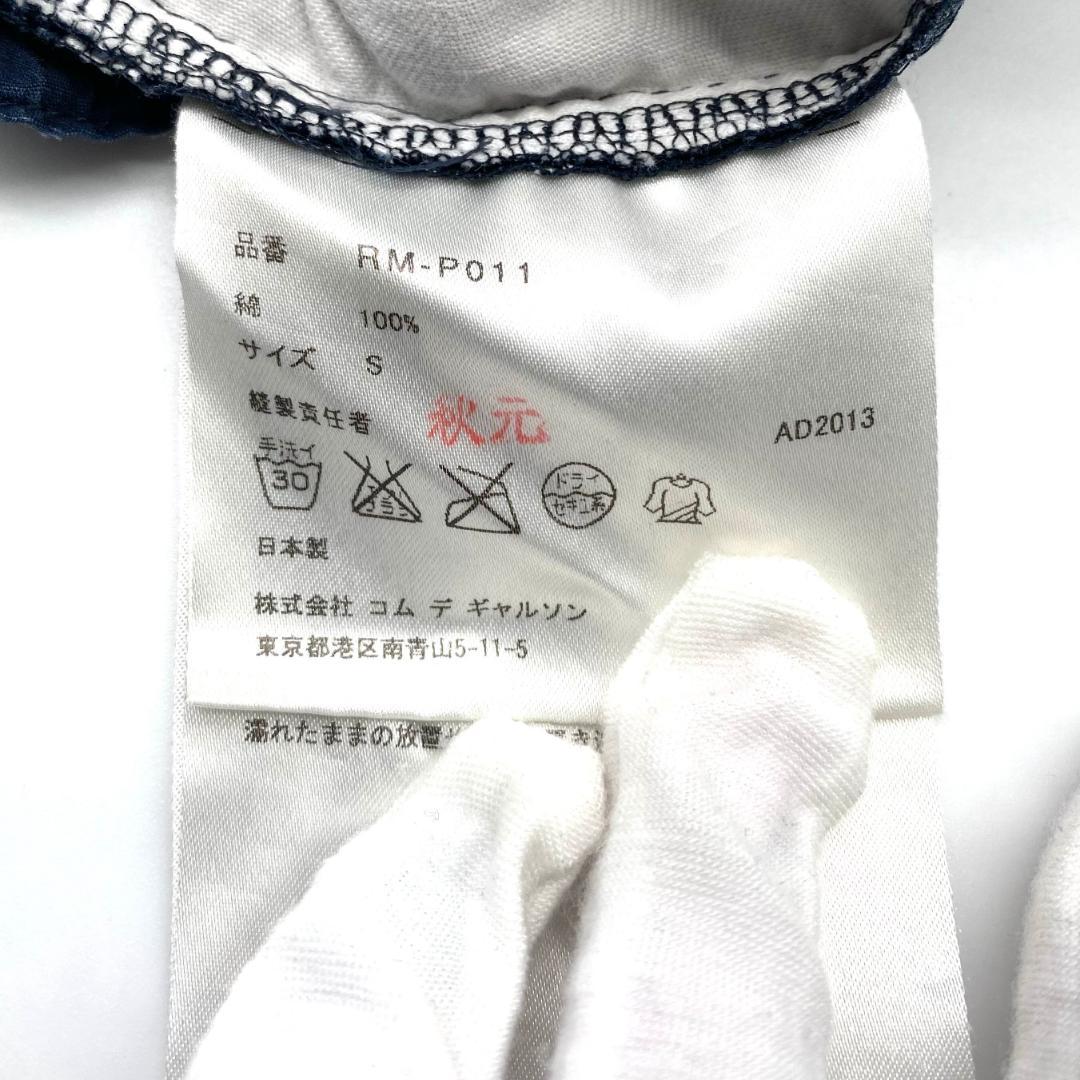 品番 RM-P011
綿 100%
サイズ S
縫製責任者 秋元
AD2013
手洗イ
30
ドライ
セキユ系
日本製
株式会社 コム デ ギャルソン
東京都港区南青山5-11-5
濡れたままの放置